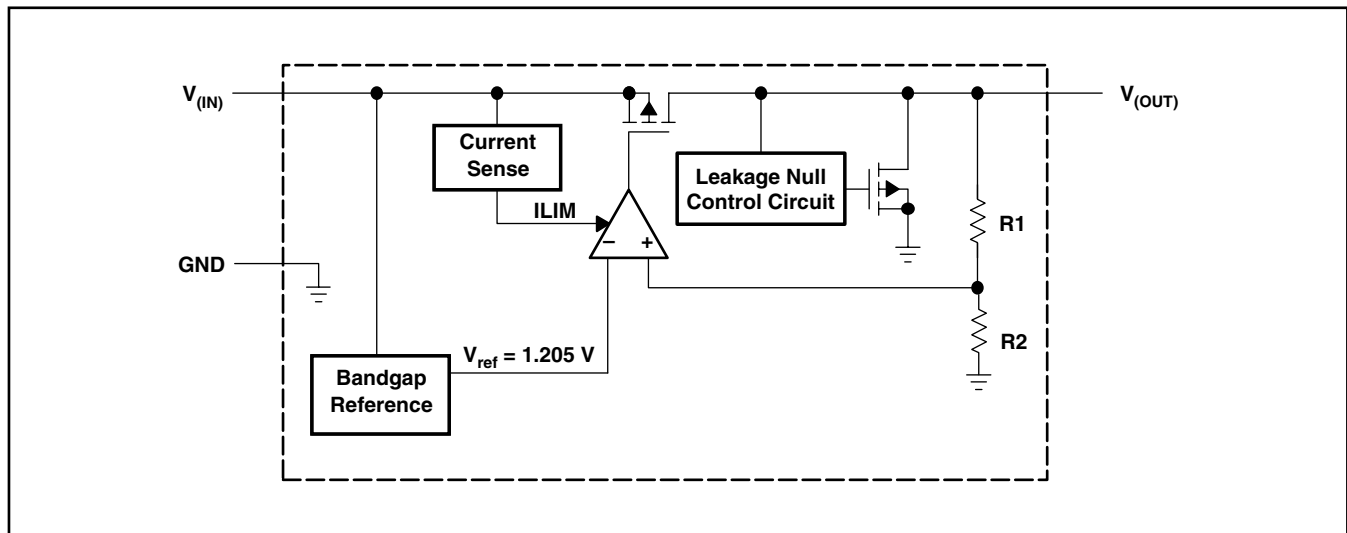 V(IN)
V(OUT)
Current
Sense
Leakage Null
Control Circuit
ILIM
R1
− +
GND
R2
Vref = 1.205 V
Bandgap
Reference